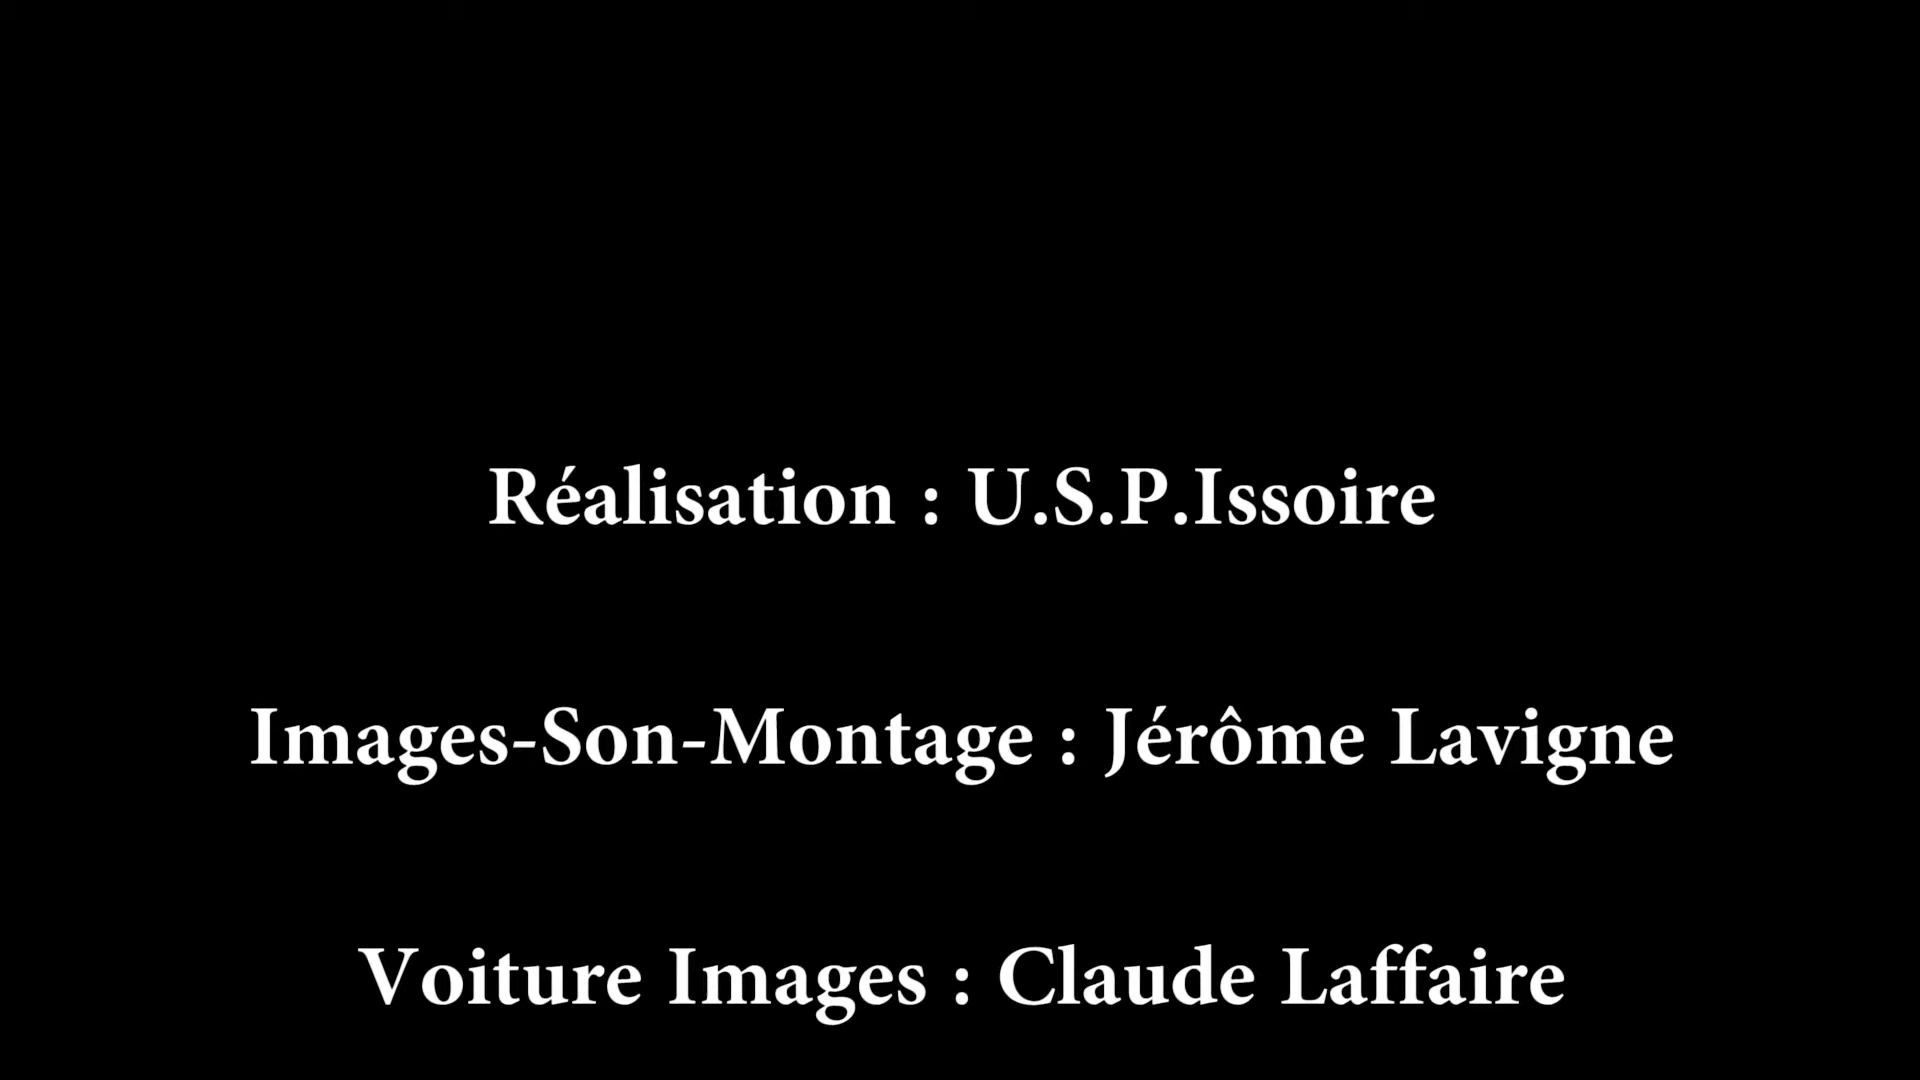 Réalisation : U.S.P.Issoire
Images-Son-Montage : Jérôme Lavigne
Voiture Images : Claude Laffaire